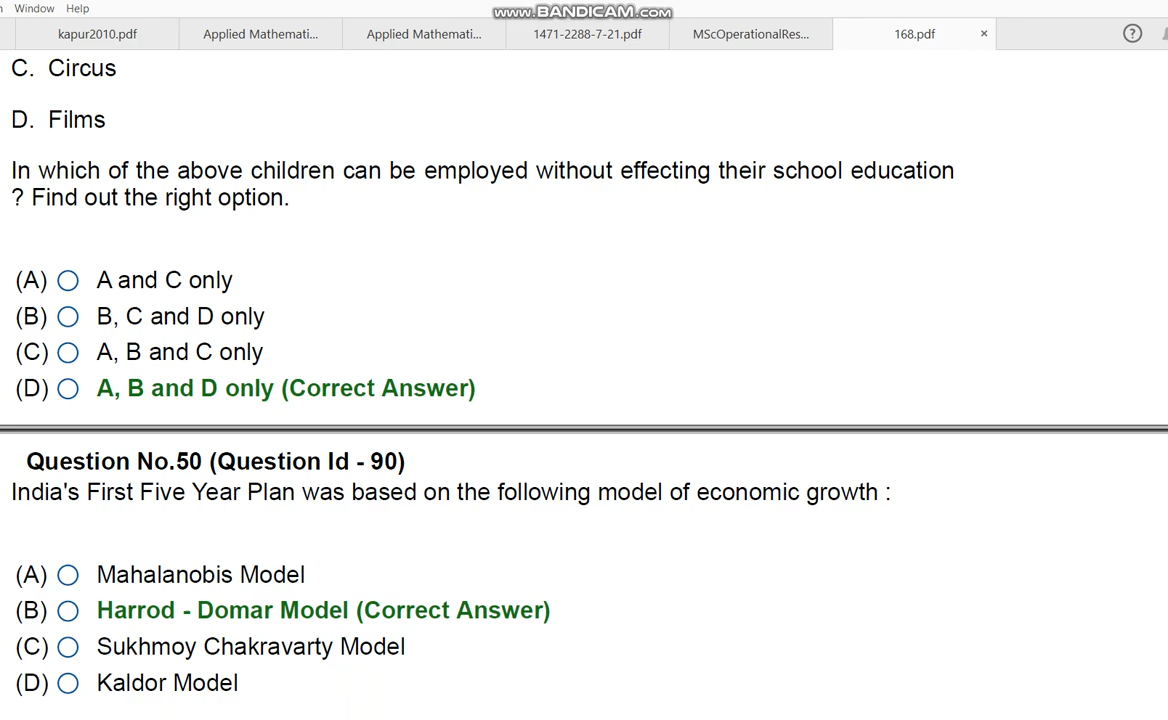 Window Help
www.BANDICAM.com
kapur2010.pdf
Applied Mathemati...
Applied Mathemati...
1471-2288-7-21.pdf
MScOperationalRes...
168.pdf ×
?
C. Circus
D. Films
In which of the above children can be employed without effecting their school education
? Find out the right option.
(A) A and C only
(B) B, C and D only
(C) A, B and C only
(D) A, B and D only (Correct Answer)
Question No.50 (Question Id - 90)
India's First Five Year Plan was based on the following model of economic growth :
(A) Mahalanobis Model
(B) Harrod - Domar Model (Correct Answer)
(C) Sukhmoy Chakravarty Model
(D) Kaldor Model